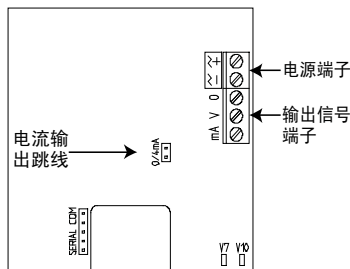 ~+
~-
电源端子
0
V
mA
输出信号
端子
电流输
出跳线
0/4mA
SERIAL COM
V7
V10